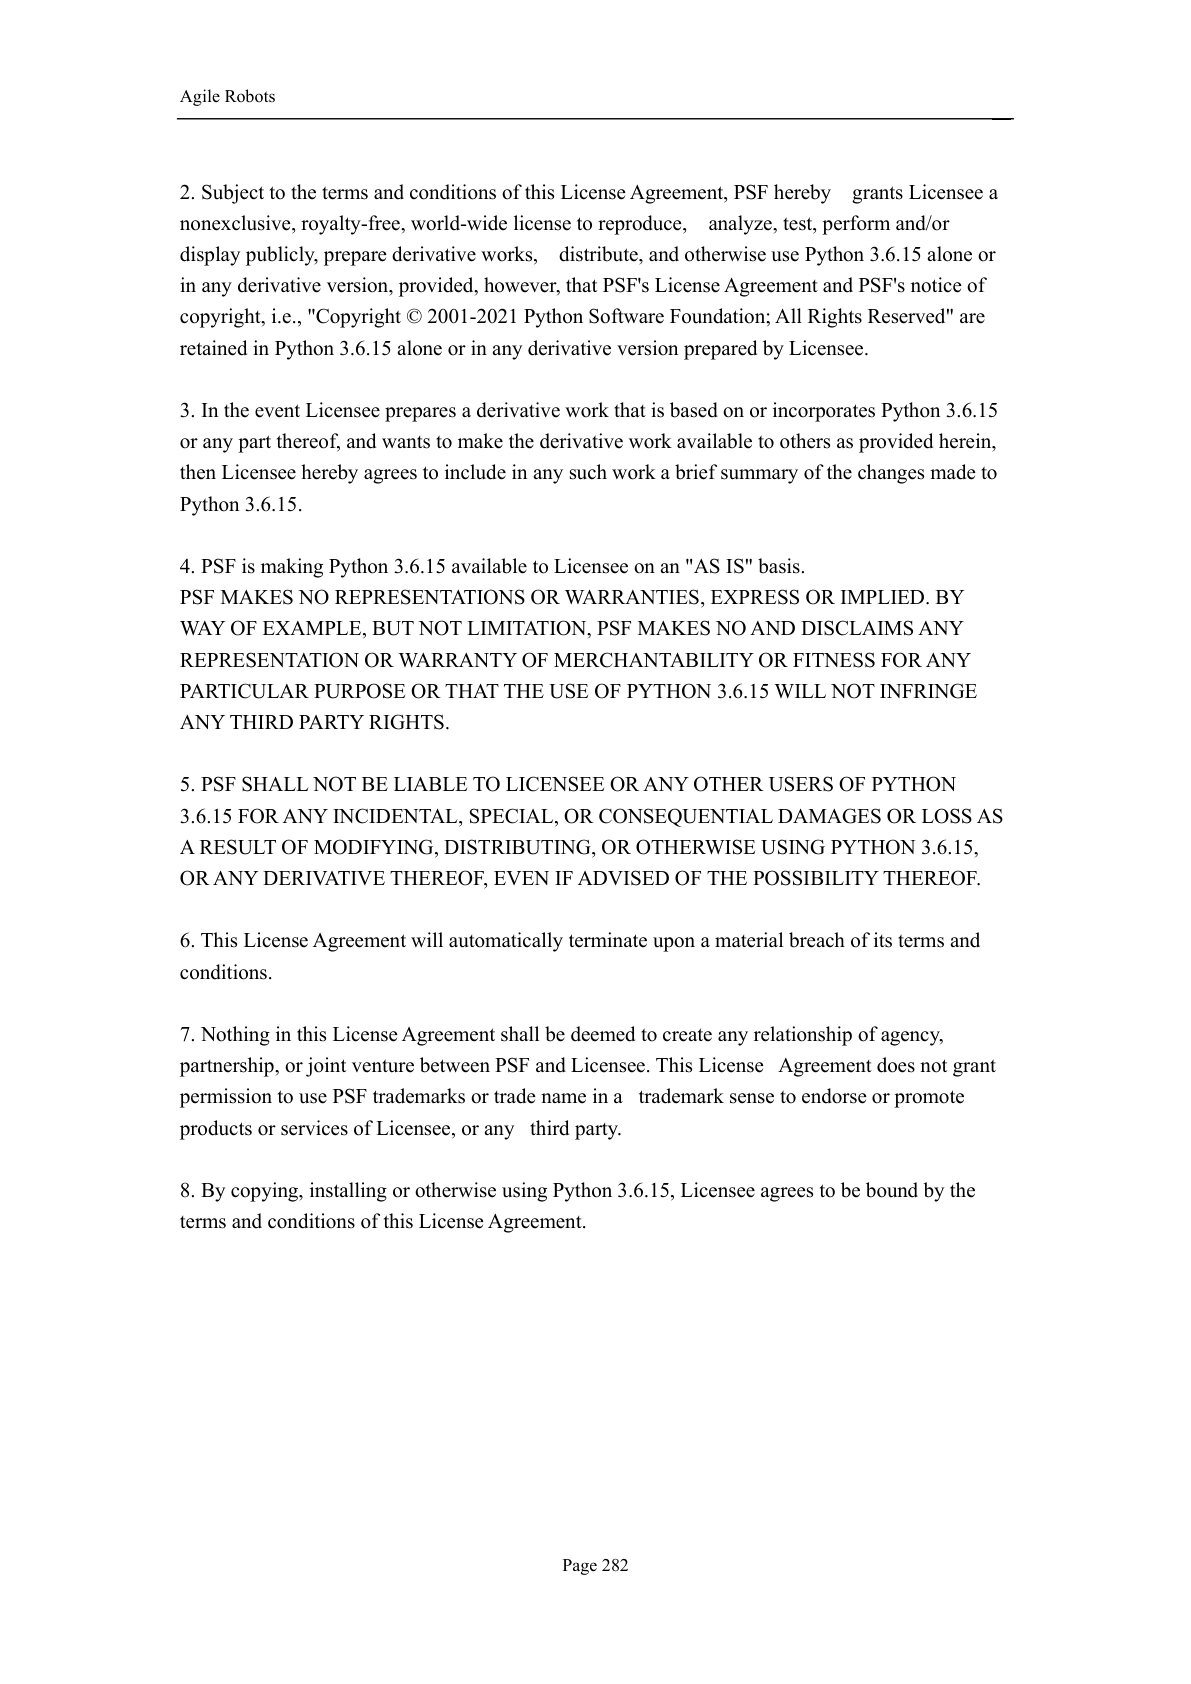 Agile Robots
2. Subject to the terms and conditions of this License Agreement, PSF hereby grants Licensee a
nonexclusive, royalty-free, world-wide license to reproduce, analyze, test, perform and/or
display publicly, prepare derivative works, distribute, and otherwise use Python 3.6.15 alone or
in any derivative version, provided, however, that PSF's License Agreement and PSF's notice of
copyright, i.e., "Copyright © 2001-2021 Python Software Foundation; All Rights Reserved" are
retained in Python 3.6.15 alone or in any derivative version prepared by Licensee.
3. In the event Licensee prepares a derivative work that is based on or incorporates Python 3.6.15
or any part thereof, and wants to make the derivative work available to others as provided herein,
then Licensee hereby agrees to include in any such work a brief summary of the changes made to
Python 3.6.15.
4. PSF is making Python 3.6.15 available to Licensee on an "AS IS" basis.
PSF MAKES NO REPRESENTATIONS OR WARRANTIES, EXPRESS OR IMPLIED. BY
WAY OF EXAMPLE, BUT NOT LIMITATION, PSF MAKES NO AND DISCLAIMS ANY
REPRESENTATION OR WARRANTY OF MERCHANTABILITY OR FITNESS FOR ANY
PARTICULAR PURPOSE OR THAT THE USE OF PYTHON 3.6.15 WILL NOT INFRINGE
ANY THIRD PARTY RIGHTS.
5. PSF SHALL NOT BE LIABLE TO LICENSEE OR ANY OTHER USERS OF PYTHON
3.6.15 FOR ANY INCIDENTAL, SPECIAL, OR CONSEQUENTIAL DAMAGES OR LOSS AS
A RESULT OF MODIFYING, DISTRIBUTING, OR OTHERWISE USING PYTHON 3.6.15,
OR ANY DERIVATIVE THEREOF, EVEN IF ADVISED OF THE POSSIBILITY THEREOF.
6. This License Agreement will automatically terminate upon a material breach of its terms and
conditions.
7. Nothing in this License Agreement shall be deemed to create any relationship of agency,
partnership, or joint venture between PSF and Licensee. This License Agreement does not grant
permission to use PSF trademarks or trade name in a trademark sense to endorse or promote
products or services of Licensee, or any third party.
8. By copying, installing or otherwise using Python 3.6.15, Licensee agrees to be bound by the
terms and conditions of this License Agreement.
Page 282